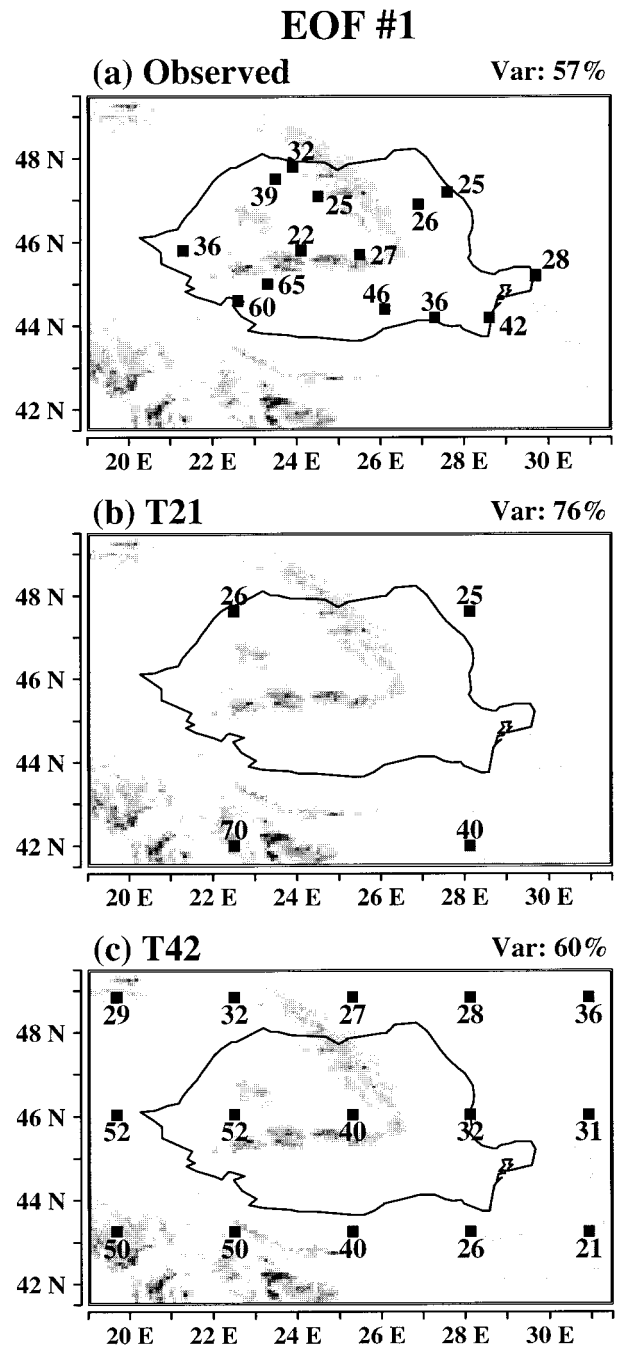 EOF #1
(a) Observed Var: 57%
48 N
46 N
44 N
42 N
32
39
25
25
26
36
22
27
28
65
60
46
36
42
20 E 22 E 24 E 26 E 28 E 30 E
(b) T21 Var: 76%
48 N
46 N
44 N
42 N
26 25
70 40
20 E 22 E 24 E 26 E 28 E 30 E
(c) T42 Var: 60%
48 N
46 N
44 N
42 N
29 32 27 28 36
52 52 40 32 31
50 50 40 26 21
20 E 22 E 24 E 26 E 28 E 30 E